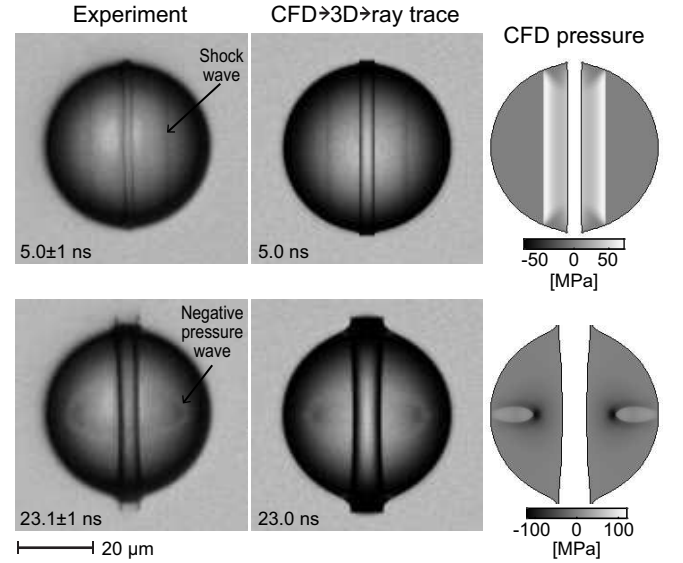 Experiment
CFD→3D→ray trace
CFD pressure
Shock
wave
5.0±1 ns
5.0 ns
-50 0 50
[MPa]
Negative
pressure
wave
23.1±1 ns
23.0 ns
-100 0 100
[MPa]
20 µm